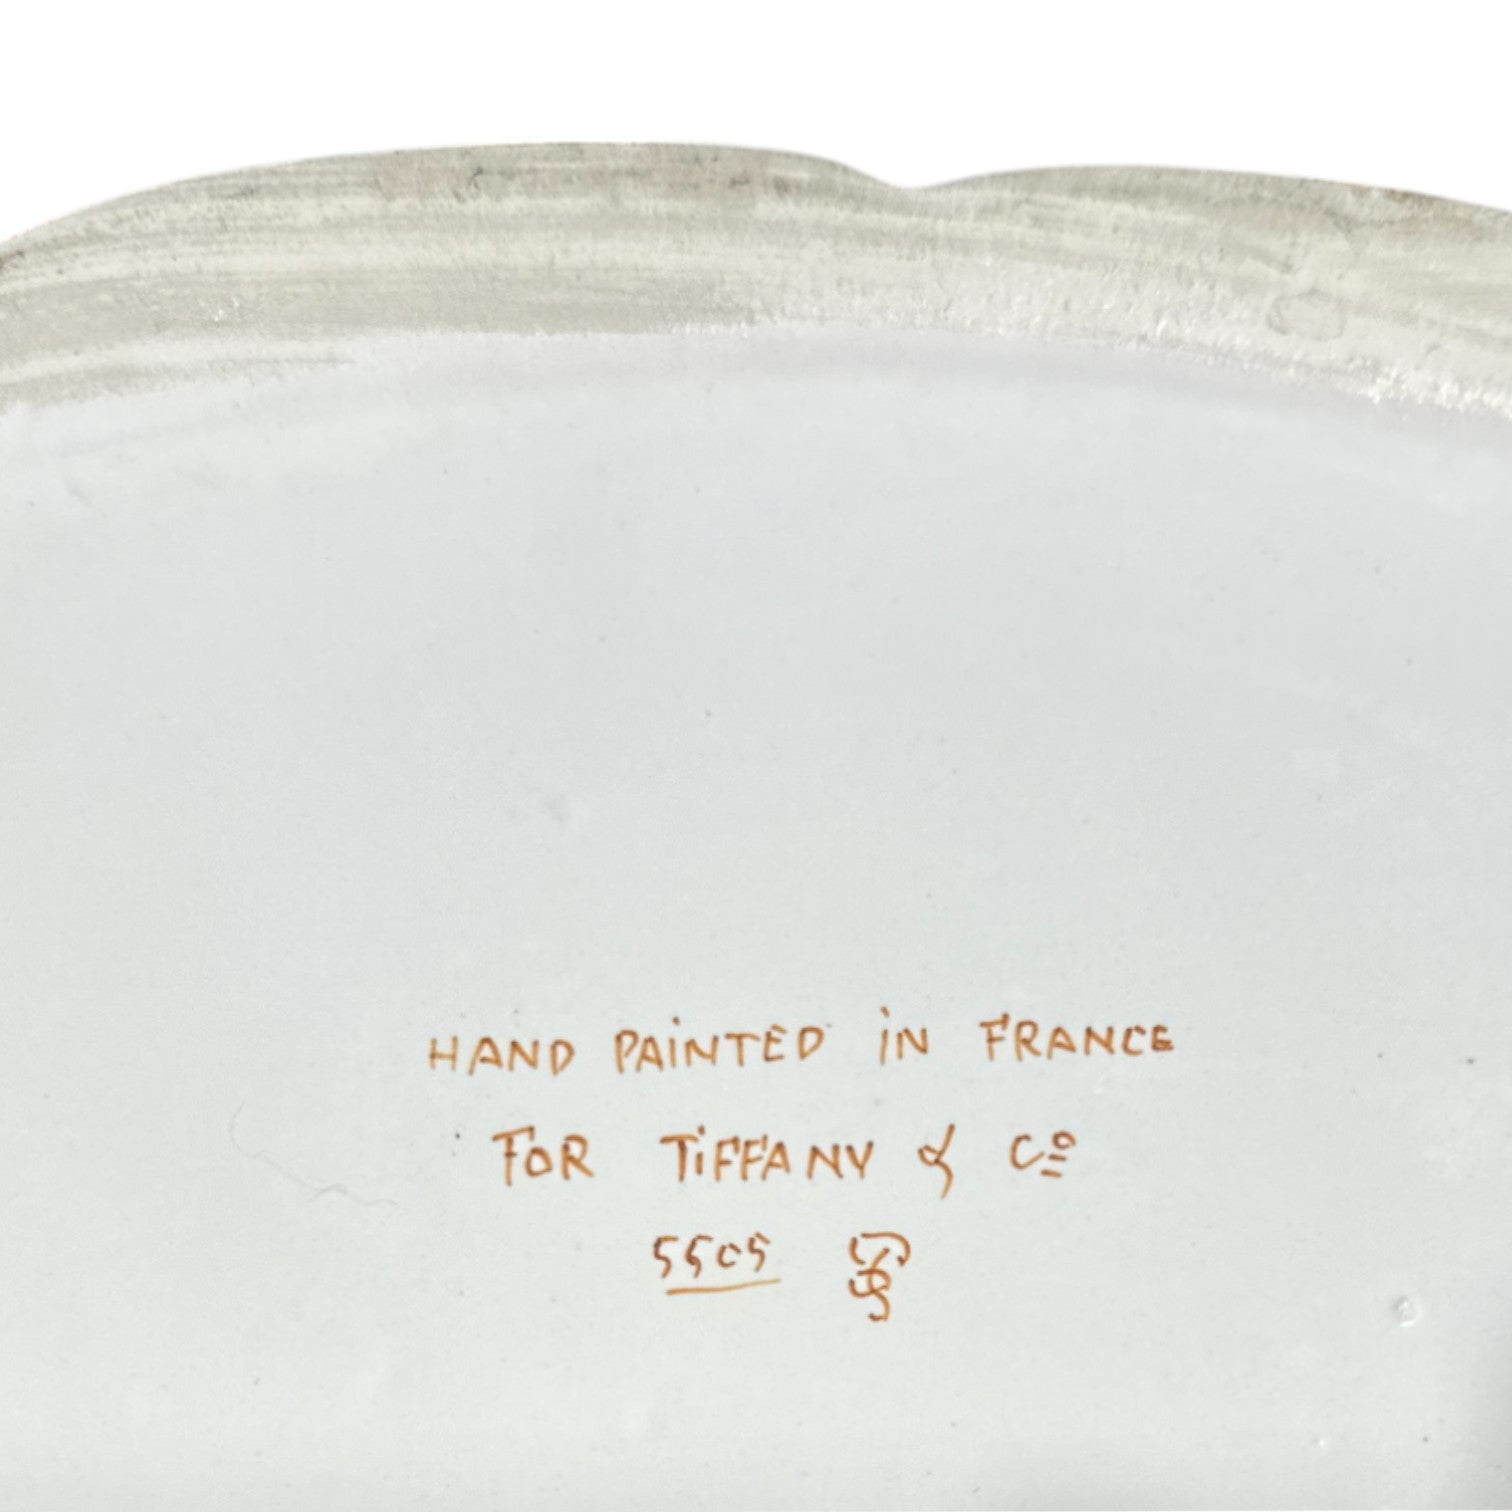 HAND PAiNTED iN FRANCE
FOR TiFFANY & Cº
5505